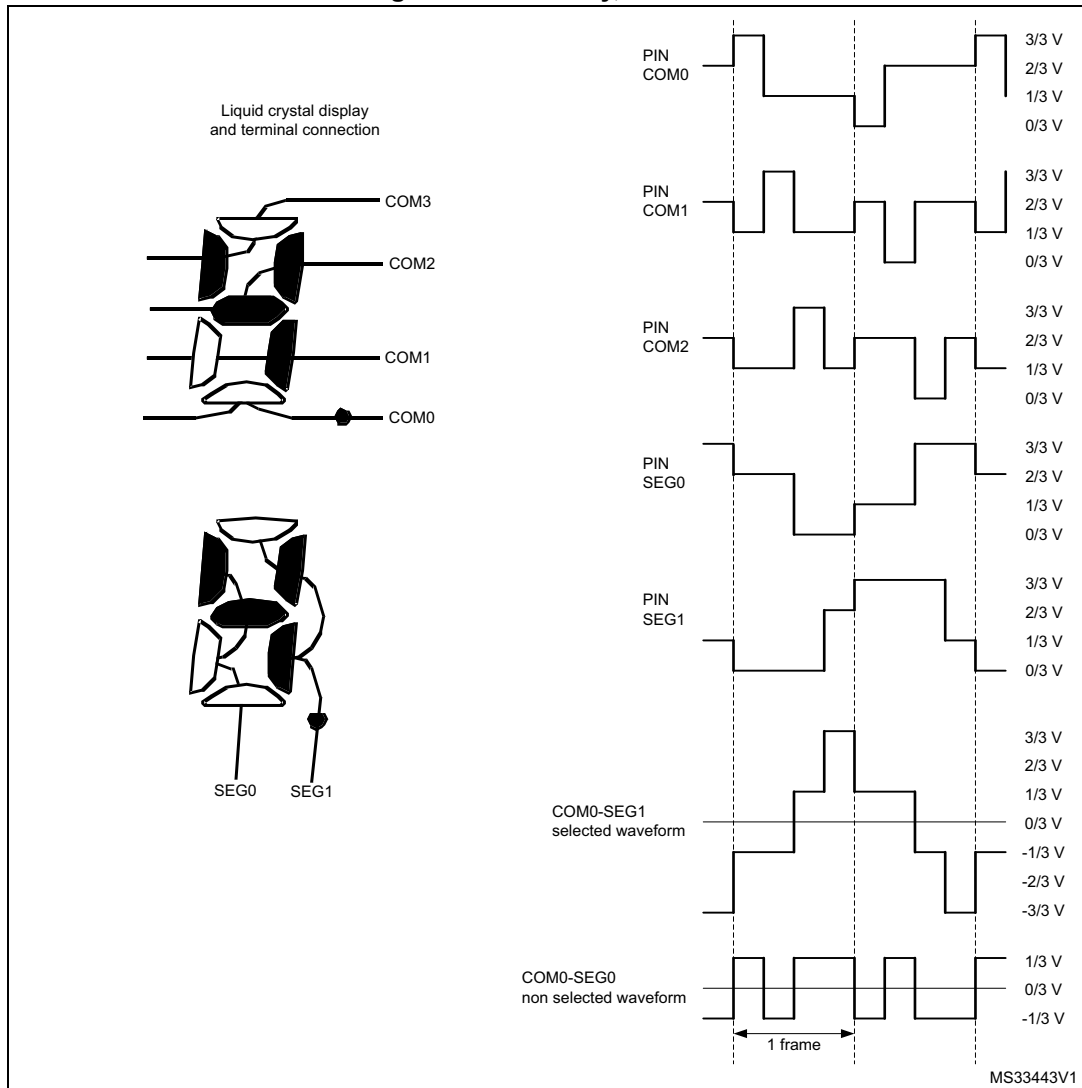 Liquid crystal display
and terminal connection
COM3
COM2
COM1
COM0
SEG0 SEG1
PIN
COM0
3/3 V
2/3 V
1/3 V
0/3 V
PIN
COM1
3/3 V
2/3 V
1/3 V
0/3 V
PIN
COM2
3/3 V
2/3 V
1/3 V
0/3 V
PIN
SEG0
3/3 V
2/3 V
1/3 V
0/3 V
PIN
SEG1
3/3 V
2/3 V
1/3 V
0/3 V
COM0-SEG1
selected waveform
3/3 V
2/3 V
1/3 V
0/3 V
-1/3 V
-2/3 V
-3/3 V
COM0-SEG0
non selected waveform
1/3 V
0/3 V
-1/3 V
1 frame
MS33443V1